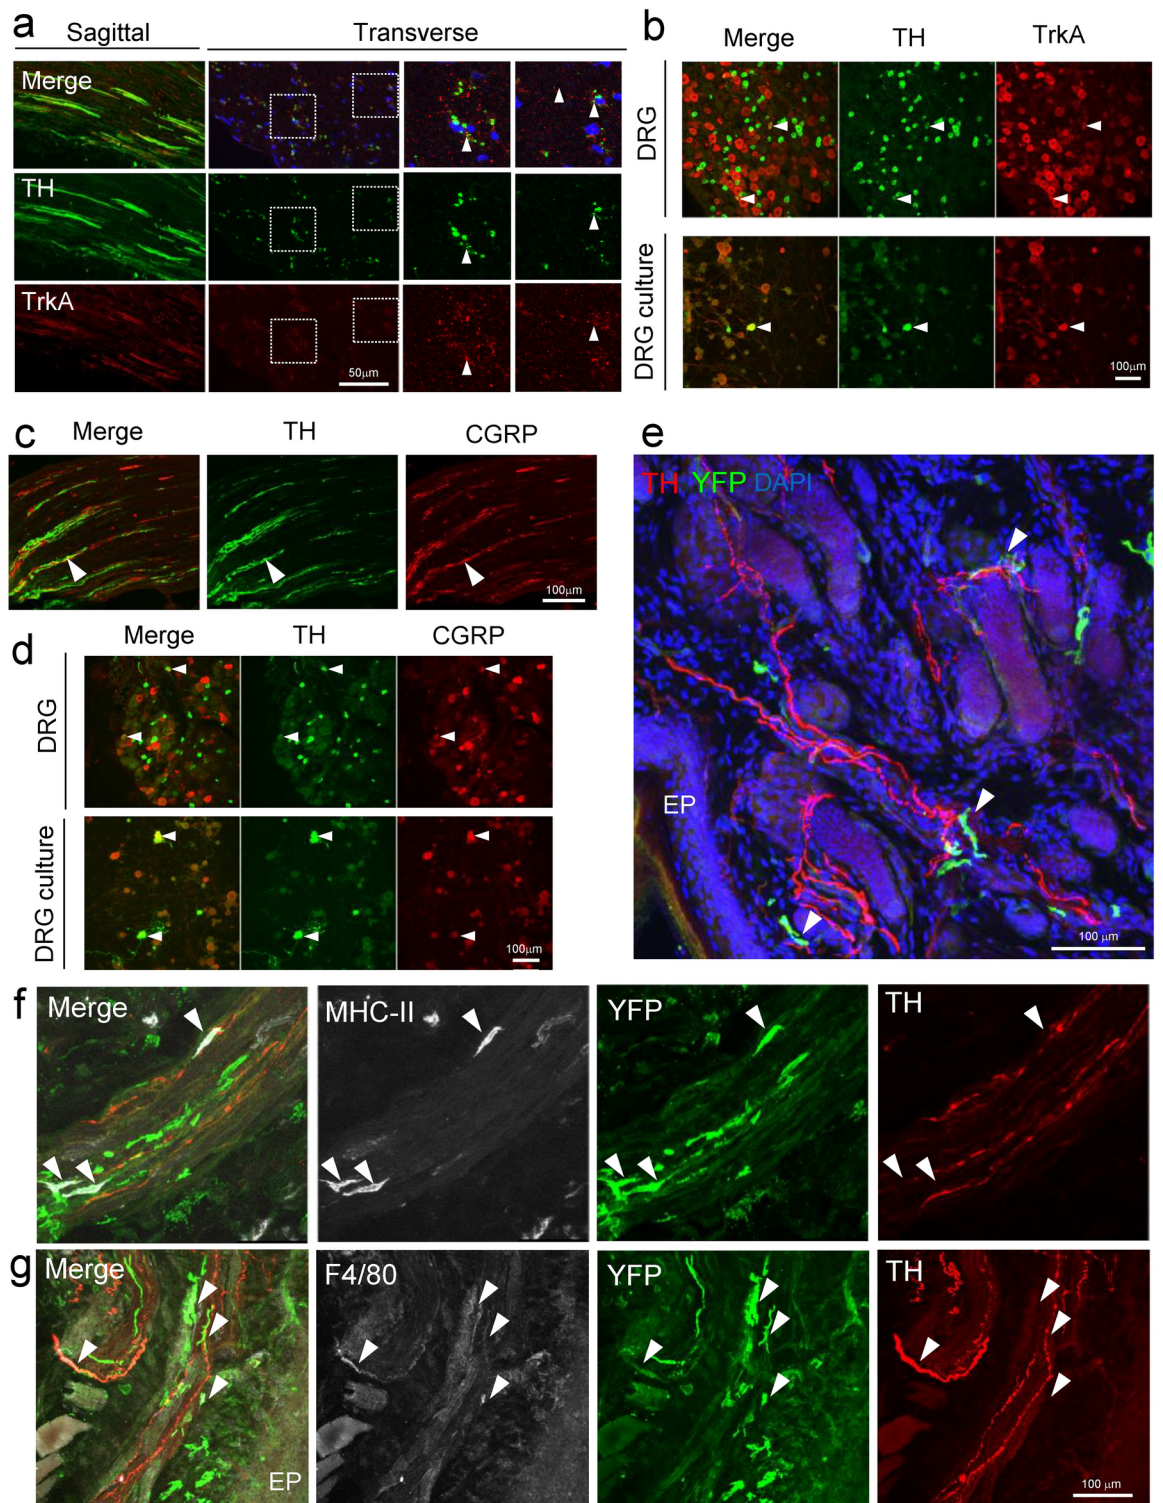 a
Sagittal
Transverse
Merge
TH
TrkA
50μm
b
Merge
TH
TrkA
DRG
DRG culture
100μm
c
Merge
TH
CGRP
100μm
d
Merge
TH
CGRP
DRG
DRG culture
100μm
e
TH YFP DAPI
EP
100 μm
f
Merge
MHC-II
YFP
TH
g
Merge
F4/80
YFP
TH
EP
100 μm